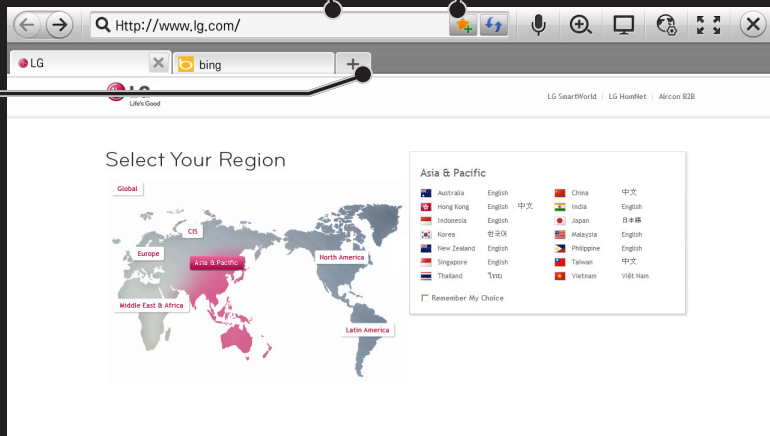 Http://www.lg.com/
LG
bing
LG
Life's Good
LG SmartWorld | LG HomNet | Aircon B2B
Select Your Region
Global
CIS
Europe
Asia & Pacific
North America
Middle East & Africa
Latin America
Asia & Pacific
Australia English
China 中文
Hong Kong English 中文
India English
Indonesia English
Japan 日本語
Korea 한국어
Malaysia English
New Zealand English
Philippine English
Singapore English
Taiwan 中文
Thailand ไทย
Vietnam Việt Nam
Remember My Choice